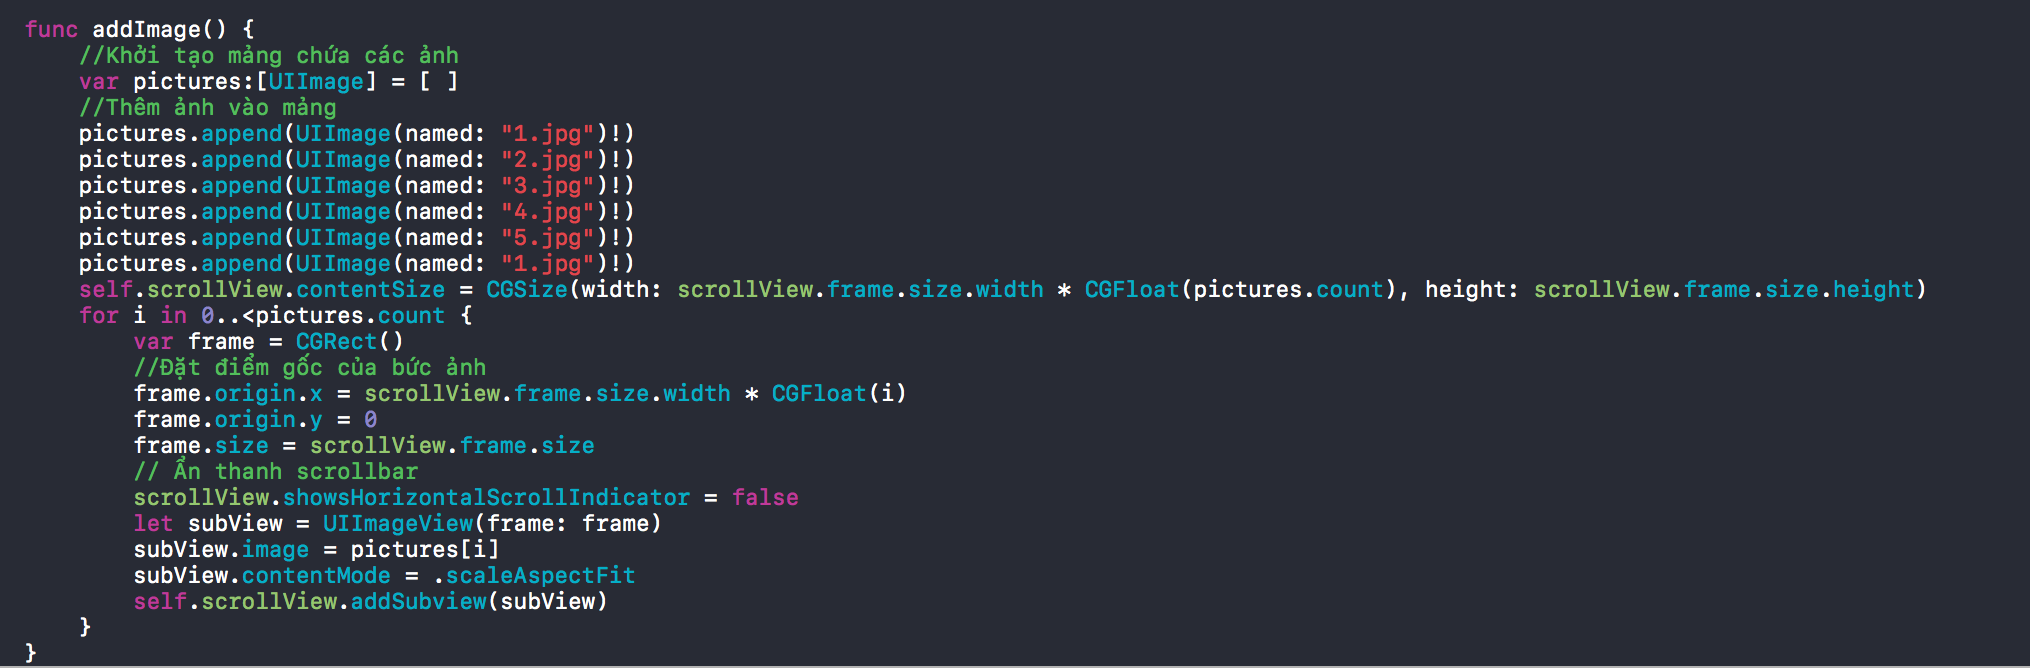 func addImage() {
    //Khởi tạo mảng chứa các ảnh
    var pictures:[UIImage] = [ ]
    //Thêm ảnh vào mảng
    pictures.append(UIImage(named: "1.jpg")!)
    pictures.append(UIImage(named: "2.jpg")!)
    pictures.append(UIImage(named: "3.jpg")!)
    pictures.append(UIImage(named: "4.jpg")!)
    pictures.append(UIImage(named: "5.jpg")!)
    pictures.append(UIImage(named: "1.jpg")!)
    self.scrollView.contentSize = CGSize(width: scrollView.frame.size.width * CGFloat(pictures.count), height: scrollView.frame.size.height)
    for i in 0..<pictures.count {
        var frame = CGRect()
        //Đặt điểm gốc của bức ảnh
        frame.origin.x = scrollView.frame.size.width * CGFloat(i)
        frame.origin.y = 0
        frame.size = scrollView.frame.size
        // Ẩn thanh scrollbar
        scrollView.showsHorizontalScrollIndicator = false
        let subView = UIImageView(frame: frame)
        subView.image = pictures[i]
        subView.contentMode = .scaleAspectFit
        self.scrollView.addSubview(subView)
    }
}